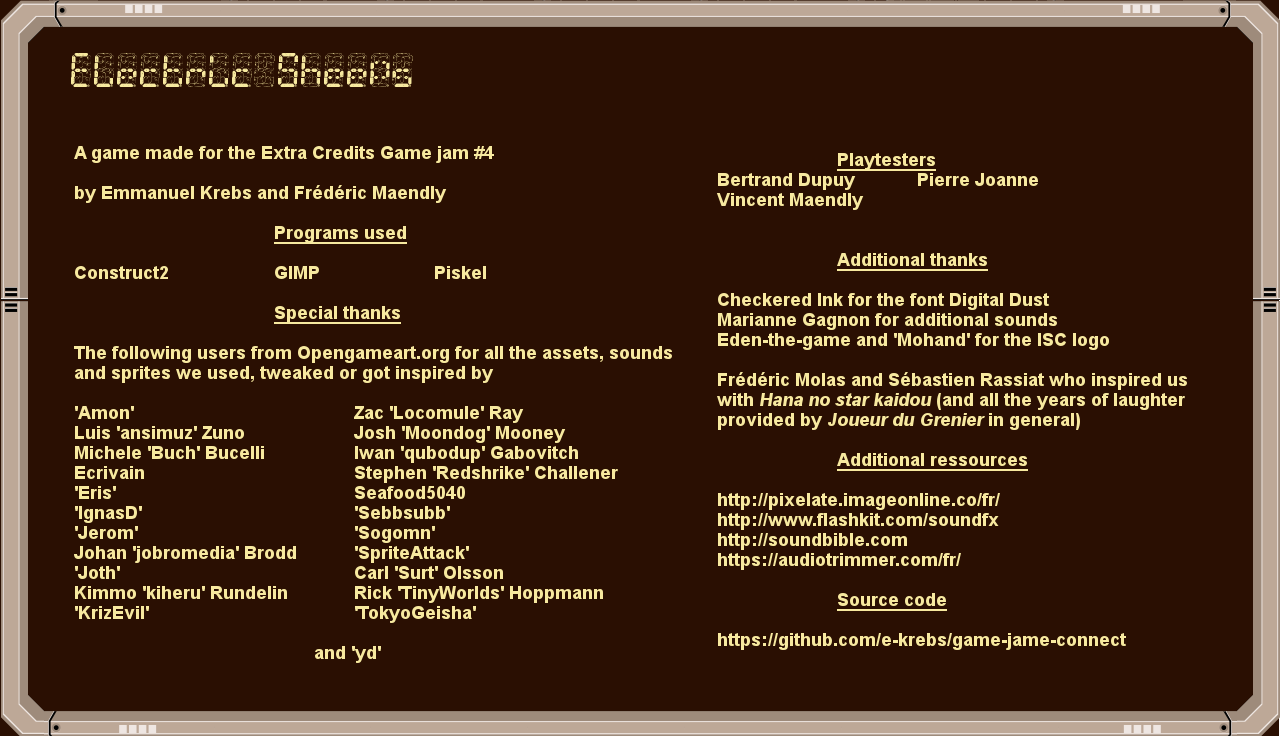 Electric Sheeps
A game made for the Extra Credits Game jam #4
by Emmanuel Krebs and Frédéric Maendly
Programs used
Construct2 GIMP Piskel
Special thanks
The following users from Opengameart.org for all the assets, sounds
and sprites we used, tweaked or got inspired by
'Amon' Zac 'Locomule' Ray
Luis 'ansimuz' Zuno Josh 'Moondog' Mooney
Michele 'Buch' Bucelli Iwan 'qubodup' Gabovitch
Ecrivain Stephen 'Redshrike' Challener
'Eris' Seafood5040
'IgnasD' 'Sebbsubb'
'Jerom' 'Sogomn'
Johan 'jobromedia' Brodd 'SpriteAttack'
'Joth' Carl 'Surt' Olsson
Kimmo 'kiheru' Rundelin Rick 'TinyWorlds' Hoppmann
'KrizEvil' 'TokyoGeisha'
and 'yd'
Playtesters
Bertrand Dupuy Pierre Joanne
Vincent Maendly
Additional thanks
Checkered Ink for the font Digital Dust
Marianne Gagnon for additional sounds
Eden-the-game and 'Mohand' for the ISC logo
Frédéric Molas and Sébastien Rassiat who inspired us
with Hana no star kaidou (and all the years of laughter
provided by Joueur du Grenier in general)
Additional ressources
http://pixelate.imageonline.co/fr/
http://www.flashkit.com/soundfx
http://soundbible.com
https://audiotrimmer.com/fr/
Source code
https://github.com/e-krebs/game-jame-connect